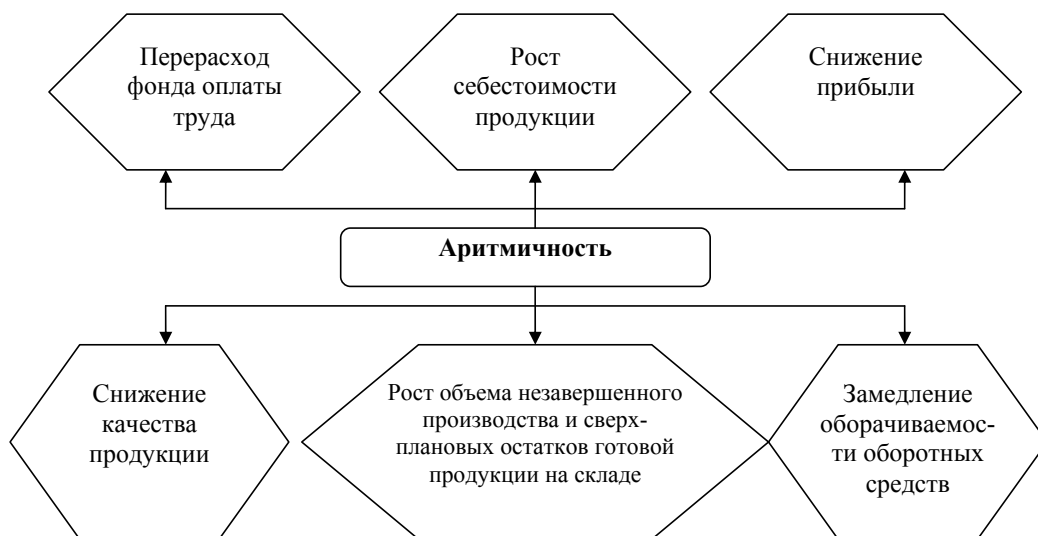 Перерасход
фонда оплаты
труда
Рост
себестоимости
продукции
Снижение
прибыли
Аритмичность
Снижение
качества
продукции
Рост объема незавершенного
производства и сверх-
плановых остатков готовой
продукции на складе
Замедление
оборачиваемос-
ти оборотных
средств